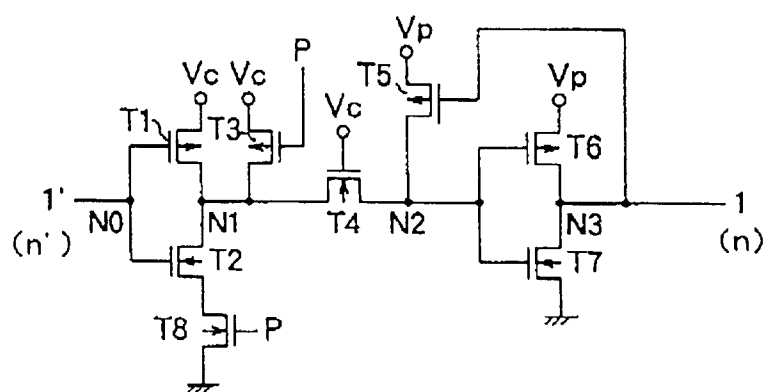 Vp
P
T5
Vc Vc
Vp
T1 T3
Vc
T6
1'
N0
N1
T4
N2
N3
1
(n')
(n)
T2
T7
T8
P